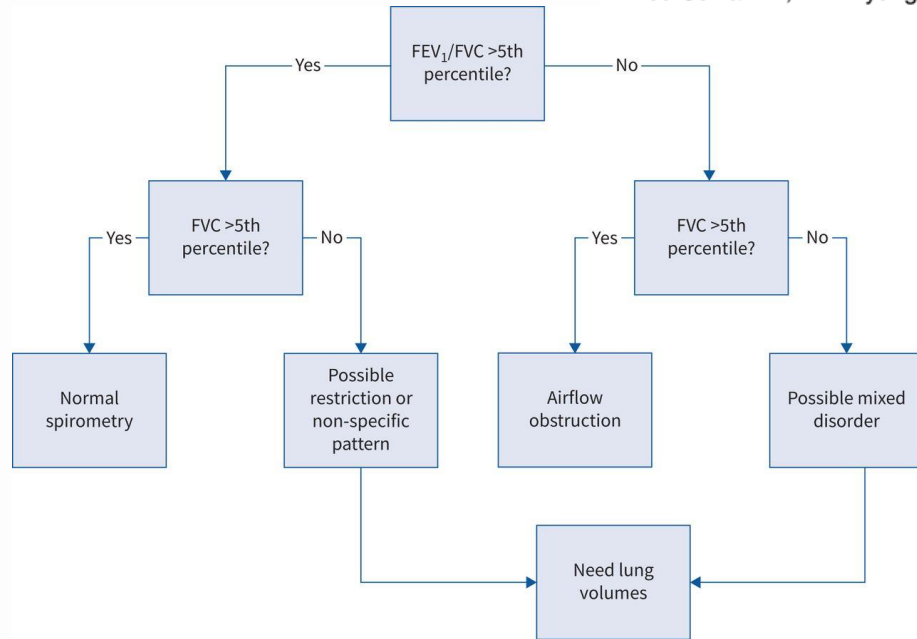 FEV₁/FVC >5th
percentile?
Yes
No
FVC >5th
percentile?
Yes
No
FVC >5th
percentile?
Yes
No
Normal
spirometry
Possible
restriction or
non-specific
pattern
Airflow
obstruction
Possible mixed
disorder
Need lung
volumes